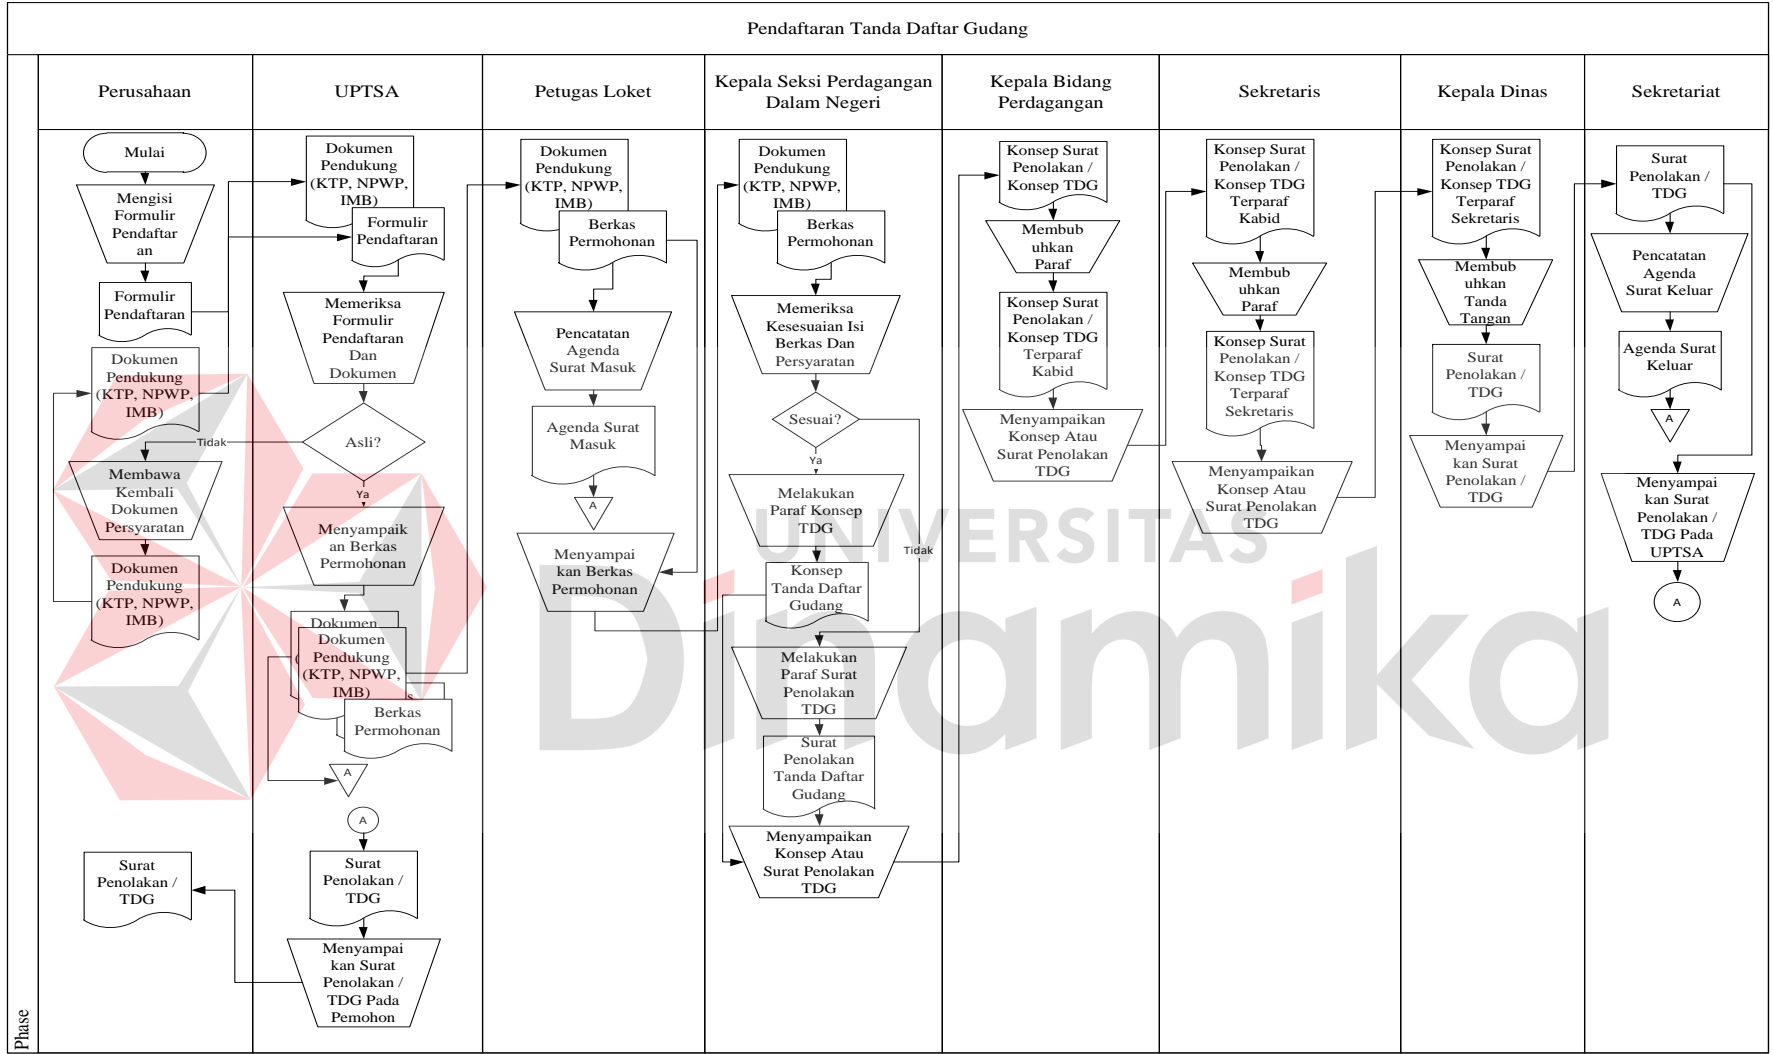 Pendaftaran Tanda Daftar Gudang
Phase
Perusahaan
Mulai
Mengisi
Formulir
Pendaftar
an
Formulir
Pendaftaran
Dokumen
Pendukung
(KTP, NPWP,
IMB)
Tidak
Membawa
Kembali
Dokumen
Persyaratan
Dokumen
Pendukung
(KTP, NPWP,
IMB)
Surat
Penolakan /
TDG
UPTSA
Dokumen
Pendukung
(KTP, NPWP,
IMB)
Formulir
Pendaftaran
Memeriksa
Formulir
Pendaftaran
Dan
Dokumen
Asli?
Ya
Menyampaik
an Berkas
Permohonan
Dokumen
Dokumen
Pendukung
(KTP, NPWP,
IMB)
Berkas
Permohonan
A
A
Surat
Penolakan /
TDG
Menyampai
kan Surat
Penolakan /
TDG Pada
Pemohon
Petugas Loket
Dokumen
Pendukung
(KTP, NPWP,
IMB)
Berkas
Permohonan
Pencatatan
Agenda
Surat Masuk
Agenda Surat
Masuk
A
Menyampai
kan Berkas
Permohonan
Kepala Seksi Perdagangan
Dalam Negeri
Dokumen
Pendukung
(KTP, NPWP,
IMB)
Berkas
Permohonan
Memeriksa
Kesesuaian Isi
Berkas Dan
Persyaratan
Sesuai?
Ya
Tidak
Melakukan
Paraf Konsep
TDG
Konsep
Tanda Daftar
Gudang
Melakukan
Paraf Surat
Penolakan
TDG
Surat
Penolakan
Tanda Daftar
Gudang
Menyampaikan
Konsep Atau
Surat Penolakan
TDG
Kepala Bidang
Perdagangan
Konsep Surat
Penolakan /
Konsep TDG
Membub
uhkan
Paraf
Konsep Surat
Penolakan /
Konsep TDG
Terparaf
Kabid
Menyampaikan
Konsep Atau
Surat Penolakan
TDG
Sekretaris
Konsep Surat
Penolakan /
Konsep TDG
Terparaf
Kabid
Membub
uhkan
Paraf
Konsep Surat
Penolakan /
Konsep TDG
Terparaf
Sekretaris
Menyampaikan
Konsep Atau
Surat Penolakan
TDG
Kepala Dinas
Konsep Surat
Penolakan /
Konsep TDG
Terparaf
Sekretaris
Membub
uhkan
Tanda
Tangan
Surat
Penolakan /
TDG
Menyampai
kan Surat
Penolakan /
TDG
Sekretariat
Surat
Penolakan /
TDG
Pencatatan
Agenda
Surat Keluar
Agenda Surat
Keluar
A
Menyampai
kan Surat
Penolakan /
TDG Pada
UPTSA
A
UNIVERSITAS
Dinamika